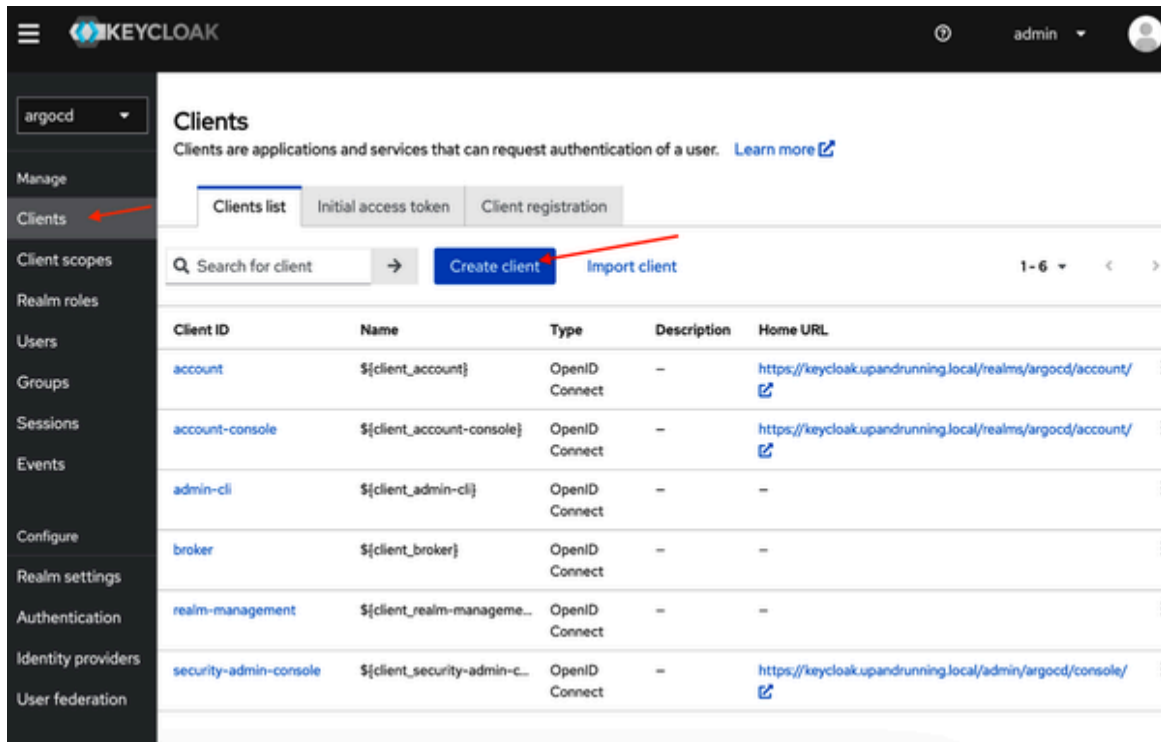 KEYCLOAK
admin
argocd
Manage
Clients
Client scopes
Realm roles
Users
Groups
Sessions
Events
Configure
Realm settings
Authentication
Identity providers
User federation
Clients
Clients are applications and services that can request authentication of a user. Learn more
Clients list Initial access token Client registration
Search for client Create client Import client 1-6
Client ID Name Type Description Home URL
account ${client_account} OpenID – https://keycloak.upandrunning.local/realms/argocd/account/
Connect
account-console ${client_account-console} OpenID – https://keycloak.upandrunning.local/realms/argocd/account/
Connect
admin-cli ${client_admin-cli} OpenID – –
Connect
broker ${client_broker} OpenID – –
Connect
realm-management ${client_realm-manageme... OpenID – –
Connect
security-admin-console ${client_security-admin-c... OpenID – https://keycloak.upandrunning.local/admin/argocd/console/
Connect